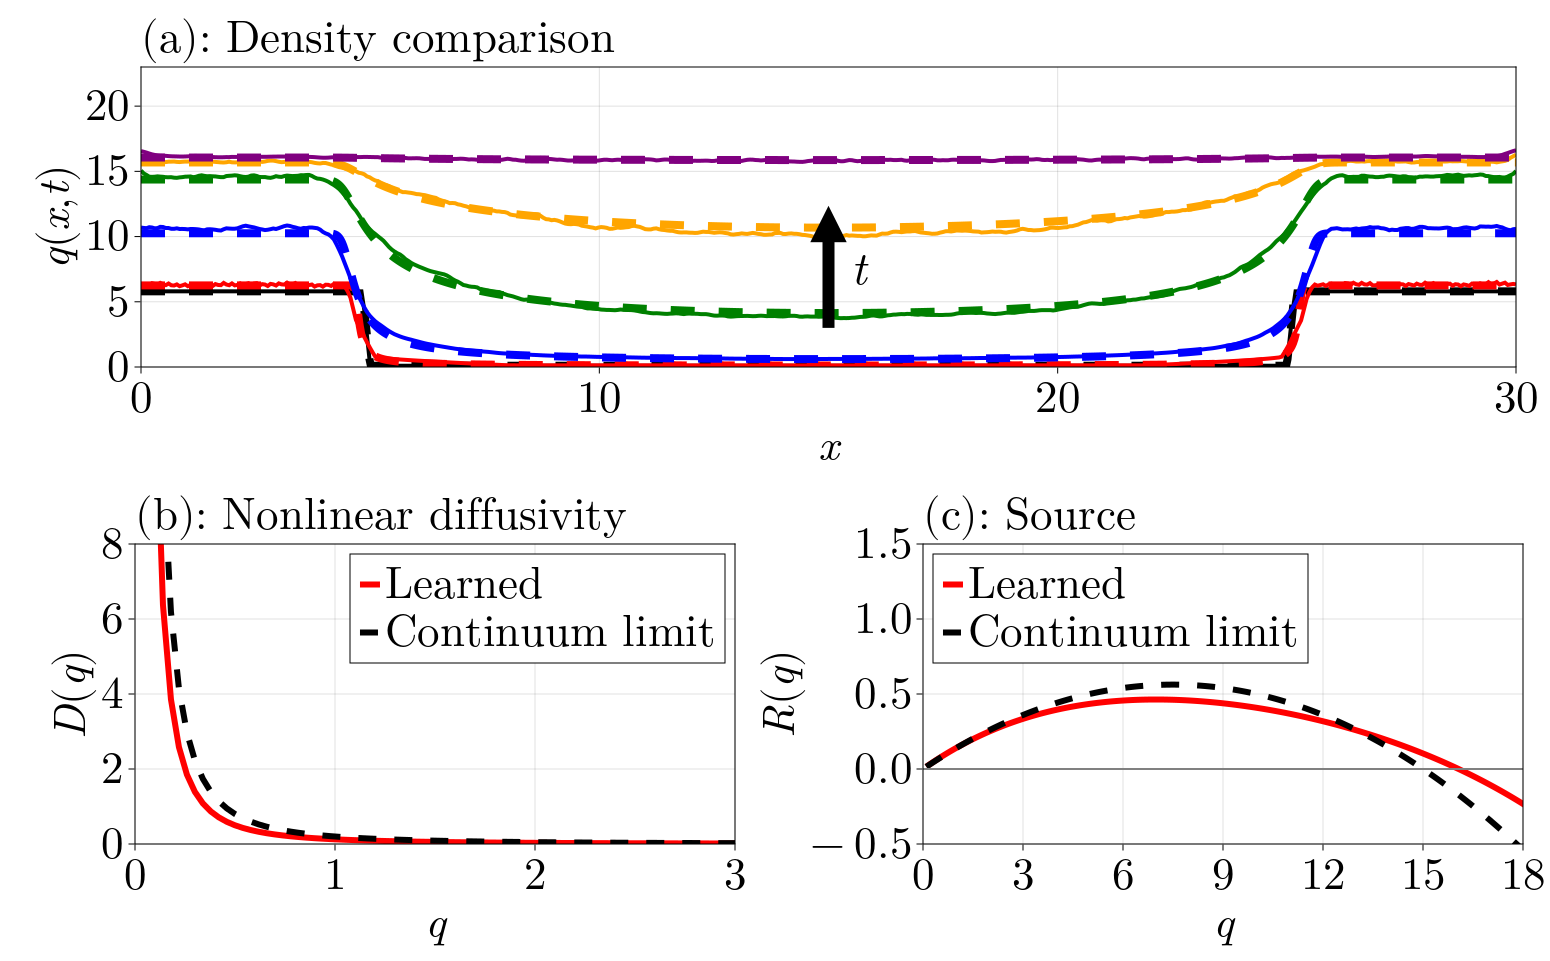 (a): Density comparison
q(x,t)
20
15
10
5
0
t
0 10 20 30
x
(b): Nonlinear diffusivity
D(q)
8
6
4
2
0
Learned
Continuum limit
0 1 2 3
q
(c): Source
R(q)
1.5
1.0
0.5
0.0
−0.5
Learned
Continuum limit
0 3 6 9 12 15 18
q